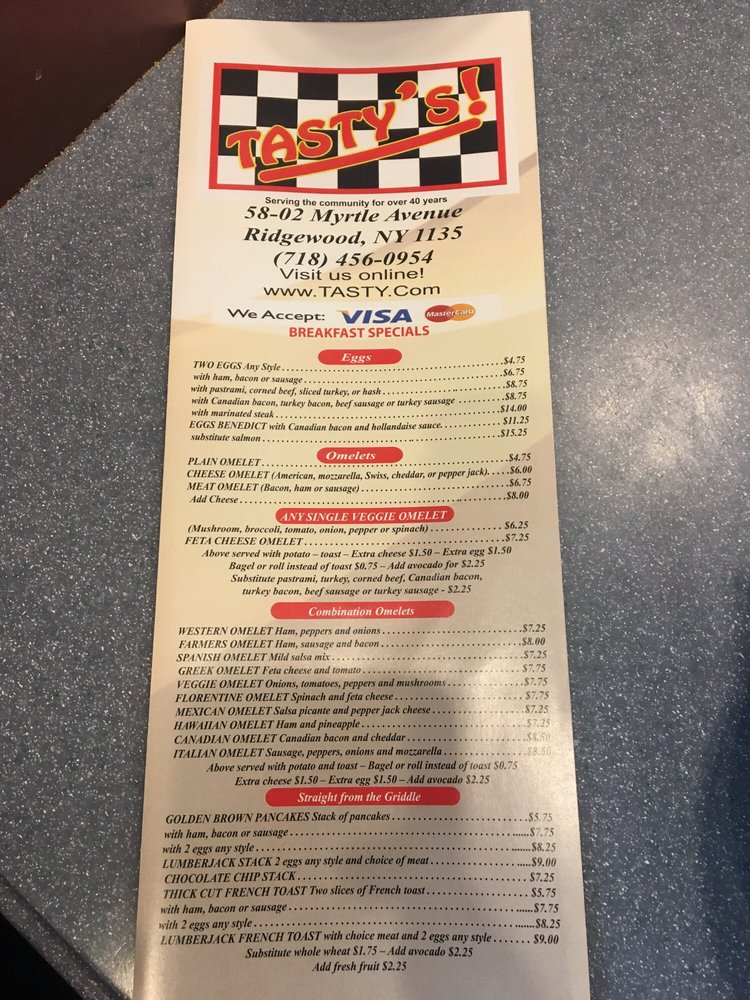 TASTY's!
Serving the community for over 40 years
58-02 Myrtle Avenue
Ridgewood, NY 1135
(718) 456-0954
Visit us online!
www.TASTY.Com
We Accept: VISA MasterCard
BREAKFAST SPECIALS
Eggs
TWO EGGS Any Style $4.75
with ham, bacon or sausage $6.75
with pastrami, corned beef, sliced turkey, or hash $8.75
with Canadian bacon, turkey bacon, beef sausage or turkey sausage $8.75
with marinated steak $14.00
EGGS BENEDICT with Canadian bacon and hollandaise sauce $11.25
substitute salmon $15.25
Omelets
PLAIN OMELET $4.75
CHEESE OMELET (American, mozzarella, Swiss, cheddar, or pepper jack) $6.00
MEAT OMELET (Bacon, ham or sausage) $6.75
Add Cheese $8.00
ANY SINGLE VEGGIE OMELET
(Mushroom, broccoli, tomato, onion, pepper or spinach) $6.25
FETA CHEESE OMELET $7.25
Above served with potato – toast – Extra cheese $1.50 – Extra egg $1.50
Bagel or roll instead of toast $0.75 – Add avocado for $2.25
Substitute pastrami, turkey, corned beef, Canadian bacon,
turkey bacon, beef sausage or turkey sausage - $2.25
Combination Omelets
WESTERN OMELET Ham, peppers and onions $7.25
FARMERS OMELET Ham, sausage and bacon $8.00
SPANISH OMELET Mild salsa mix $7.25
GREEK OMELET Feta cheese and tomato $7.75
VEGGIE OMELET Onions, tomatoes, peppers and mushrooms $7.75
FLORENTINE OMELET Spinach and feta cheese $7.75
MEXICAN OMELET Salsa picante and pepper jack cheese $7.25
HAWAIIAN OMELET Ham and pineapple $7.25
CANADIAN OMELET Canadian bacon and cheddar $8.50
ITALIAN OMELET Sausage, peppers, onions and mozzarella $8.50
Above served with potato and toast – Bagel or roll instead of toast $0.75
Extra cheese $1.50 – Extra egg $1.50 – Add avocado $2.25
Straight from the Griddle
GOLDEN BROWN PANCAKES Stack of pancakes $5.75
with ham, bacon or sausage $7.75
with 2 eggs any style $8.25
LUMBERJACK STACK 2 eggs any style and choice of meat $9.00
CHOCOLATE CHIP STACK $7.25
THICK CUT FRENCH TOAST Two slices of French toast $5.75
with ham, bacon or sausage $7.75
with 2 eggs any style $8.25
LUMBERJACK FRENCH TOAST with choice meat and 2 eggs any style $9.00
Substitute whole wheat $1.75 – Add avocado $2.25
Add fresh fruit $2.25